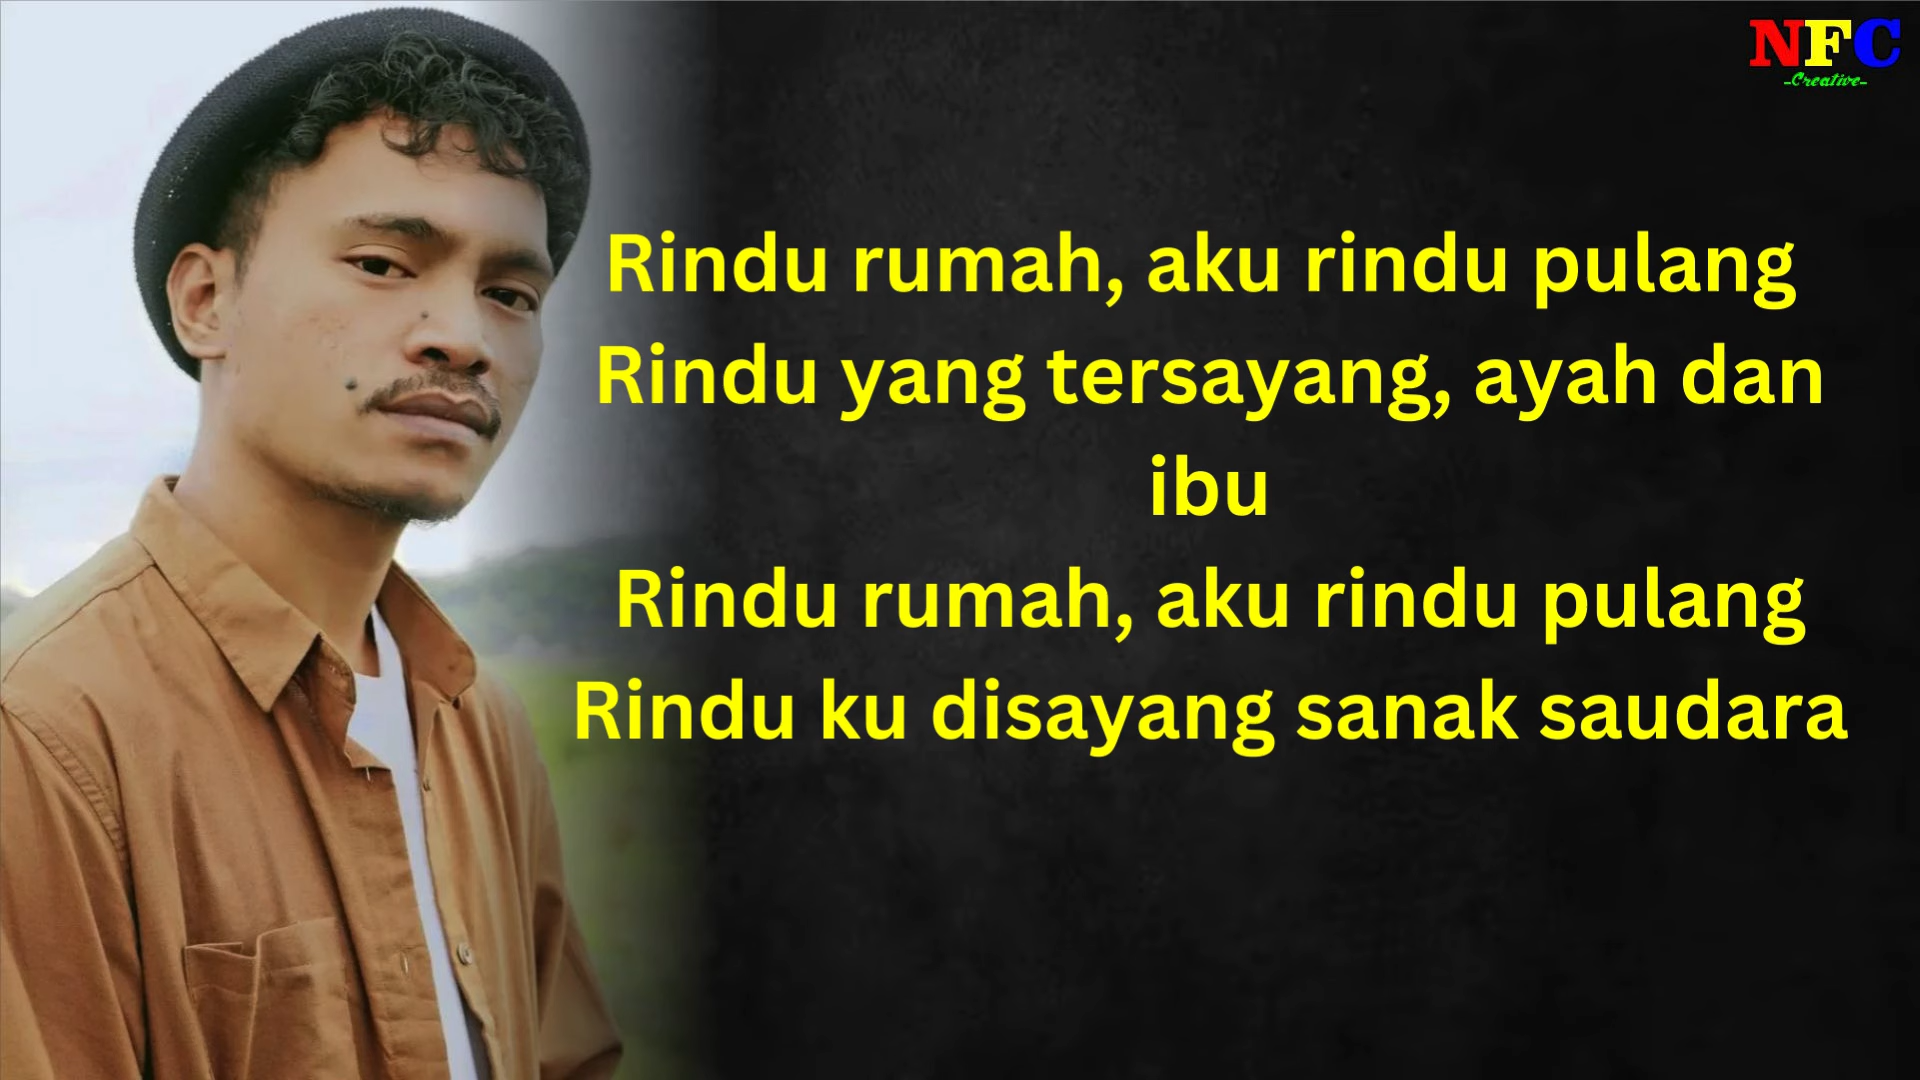 NFC
-Creative-
Rindu rumah, aku rindu pulang
Rindu yang tersayang, ayah dan
ibu
Rindu rumah, aku rindu pulang
Rindu ku disayang sanak saudara